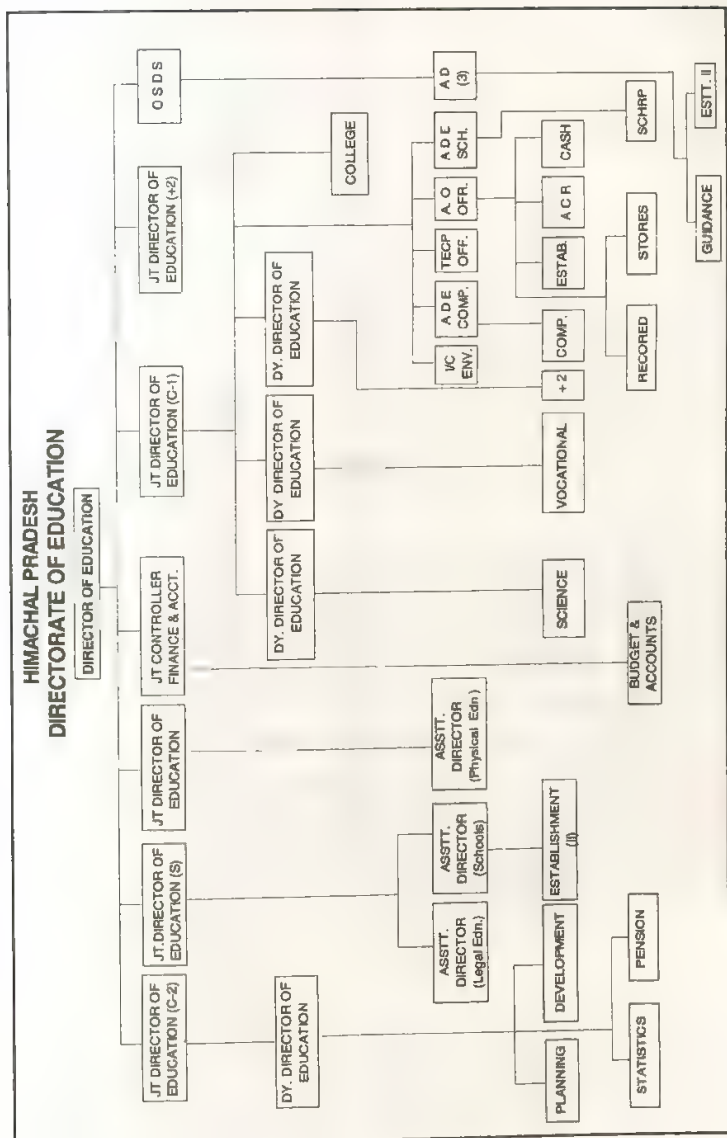 HIMACHAL PRADESH
DIRECTORATE OF EDUCATION
DIRECTOR OF EDUCATION
JT DIRECTOR OF
EDUCATION (C-2)
JT.DIRECTOR OF
EDUCATION (S)
JT DIRECTOR OF
EDUCATION
JT CONTROLLER
FINANCE & ACCT.
JT DIRECTOR OF
EDUCATION (C-1)
JT DIRECTOR OF
EDUCATION (+2)
O S D S
DY. DIRECTOR OF
EDUCATION
DY. DIRECTOR OF
EDUCATION
DY DIRECTOR OF
EDUCATION
DY. DIRECTOR OF
EDUCATION
COLLEGE
ASSTT.
DIRECTOR
(Legal Edn.)
ASSTT.
DIRECTOR
(Schools)
ASSTT.
DIRECTOR
(Physical Edn)
I/C
ENV.
A D E
COMP.
TECP
OFF.
A.O
OFR.
A D E
SCH.
A D
(3)
PLANNING
DEVELOPMENT
ESTABLISHMENT
(II)
SCIENCE
VOCATIONAL
+2
COMP.
ESTAB.
A C R
CASH
STATISTICS
PENSION
BUDGET &
ACCOUNTS
RECORED
STORES
SCHRP
GUIDANCE
ESTT. II